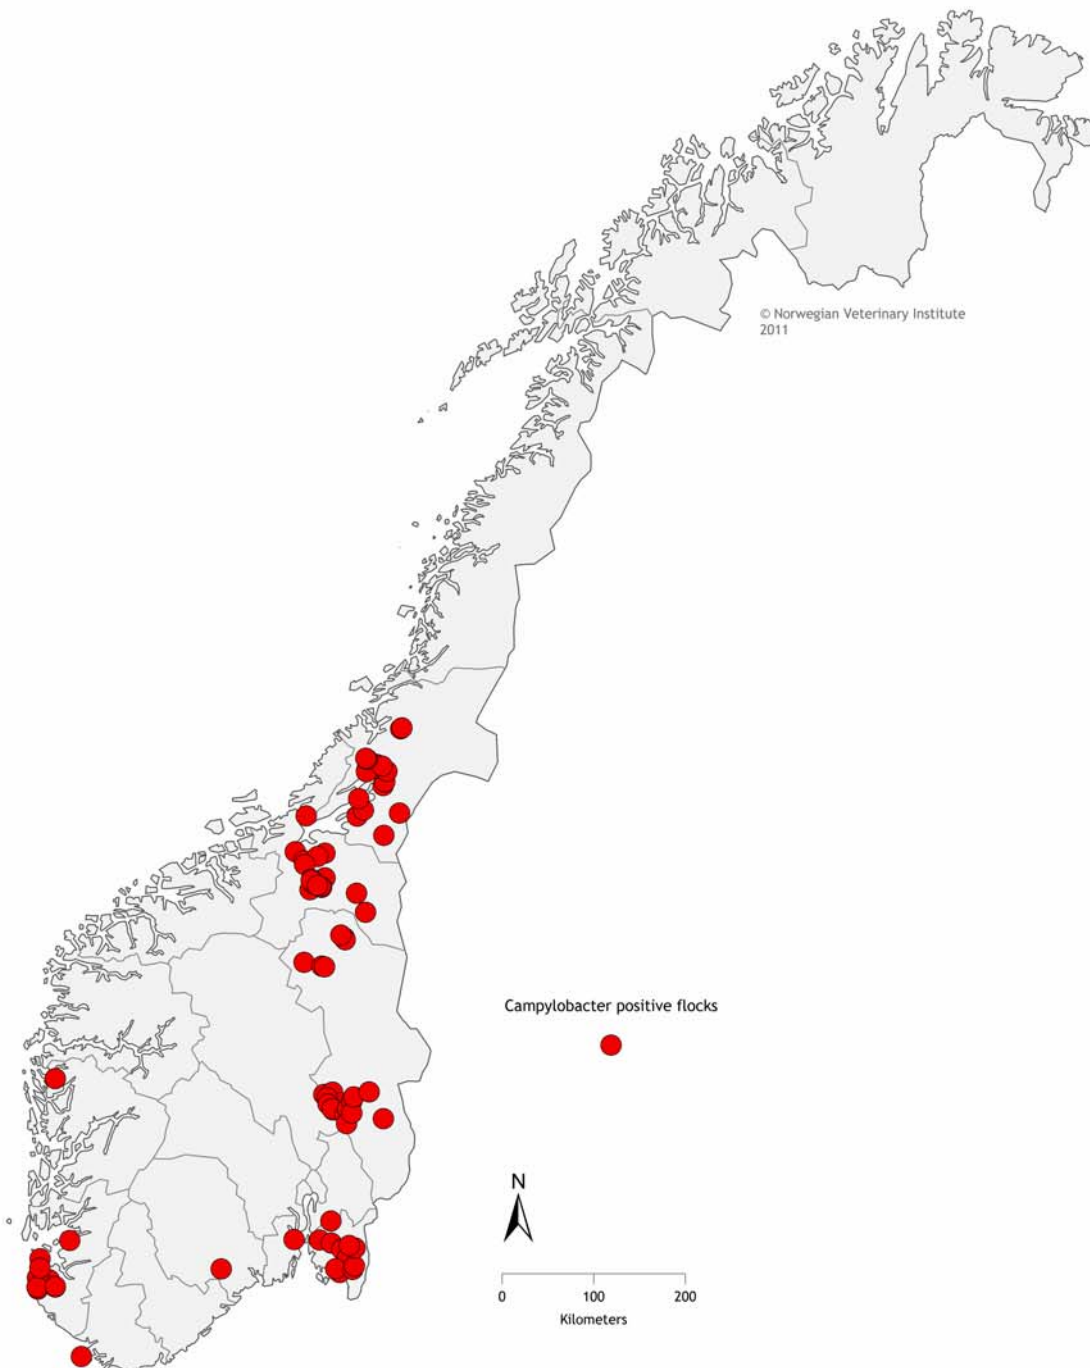 © Norwegian Veterinary Institute
2011
Campylobacter positive flocks
N
0 100 200
Kilometers